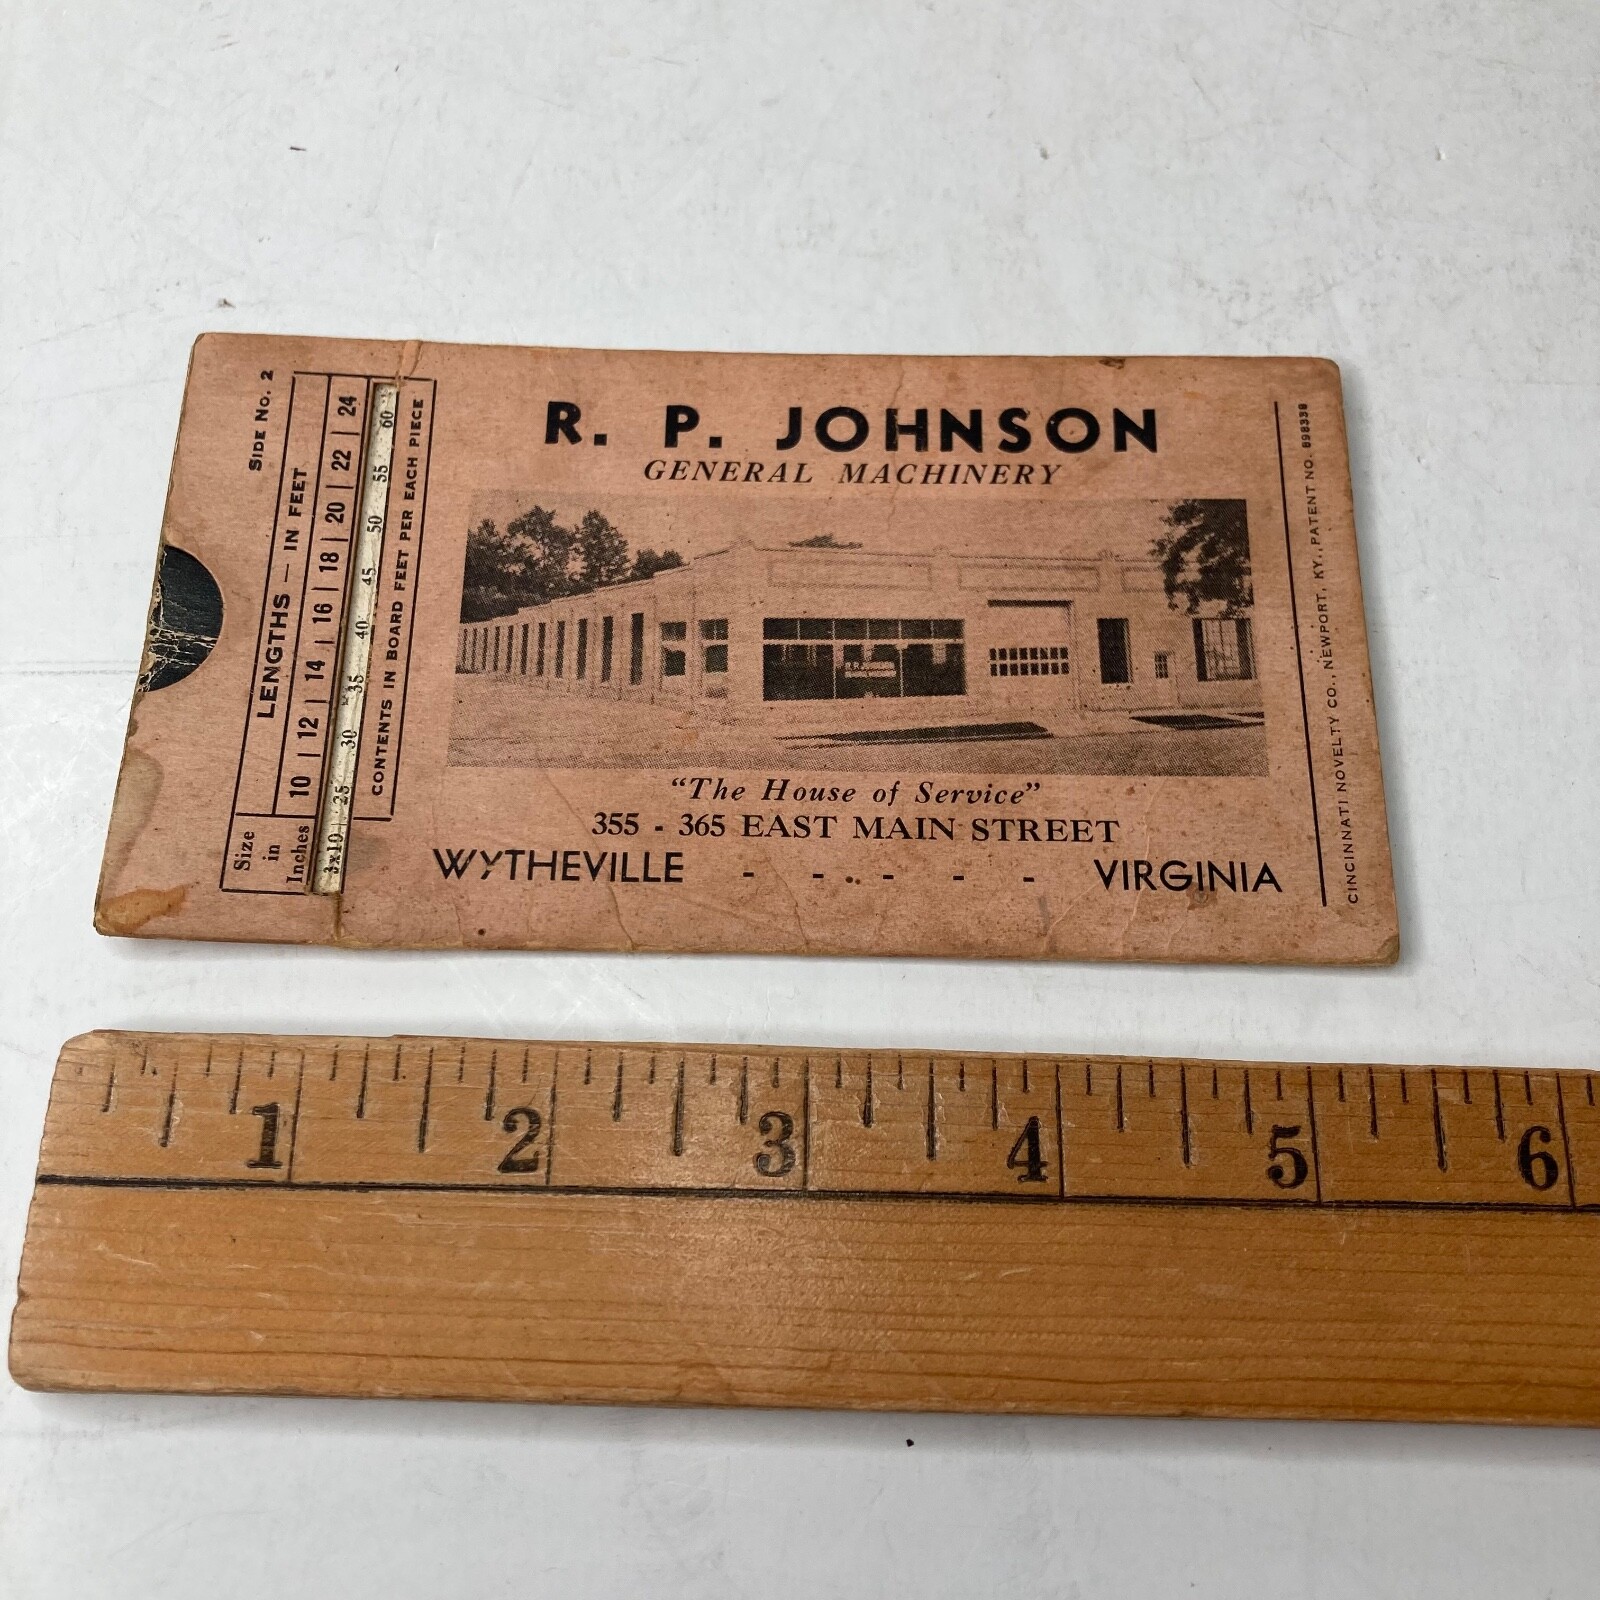 R. P. JOHNSON
GENERAL MACHINERY
R. P. JOHNSON
"The House of Service"
355 - 365 EAST MAIN STREET
WYTHEVILLE - - - - - VIRGINIA
SIDE No. 2
LENGTHS — IN FEET
Size in Inches
10 | 12 | 14 | 16 | 18 | 20 | 22 | 24
3x10 25 30 35 40 45 50 55 60
CONTENTS IN BOARD FEET PER EACH PIECE
CINCINNATI NOVELTY CO., NEWPORT, KY., PATENT NO. 898338
1 2 3 4 5 6